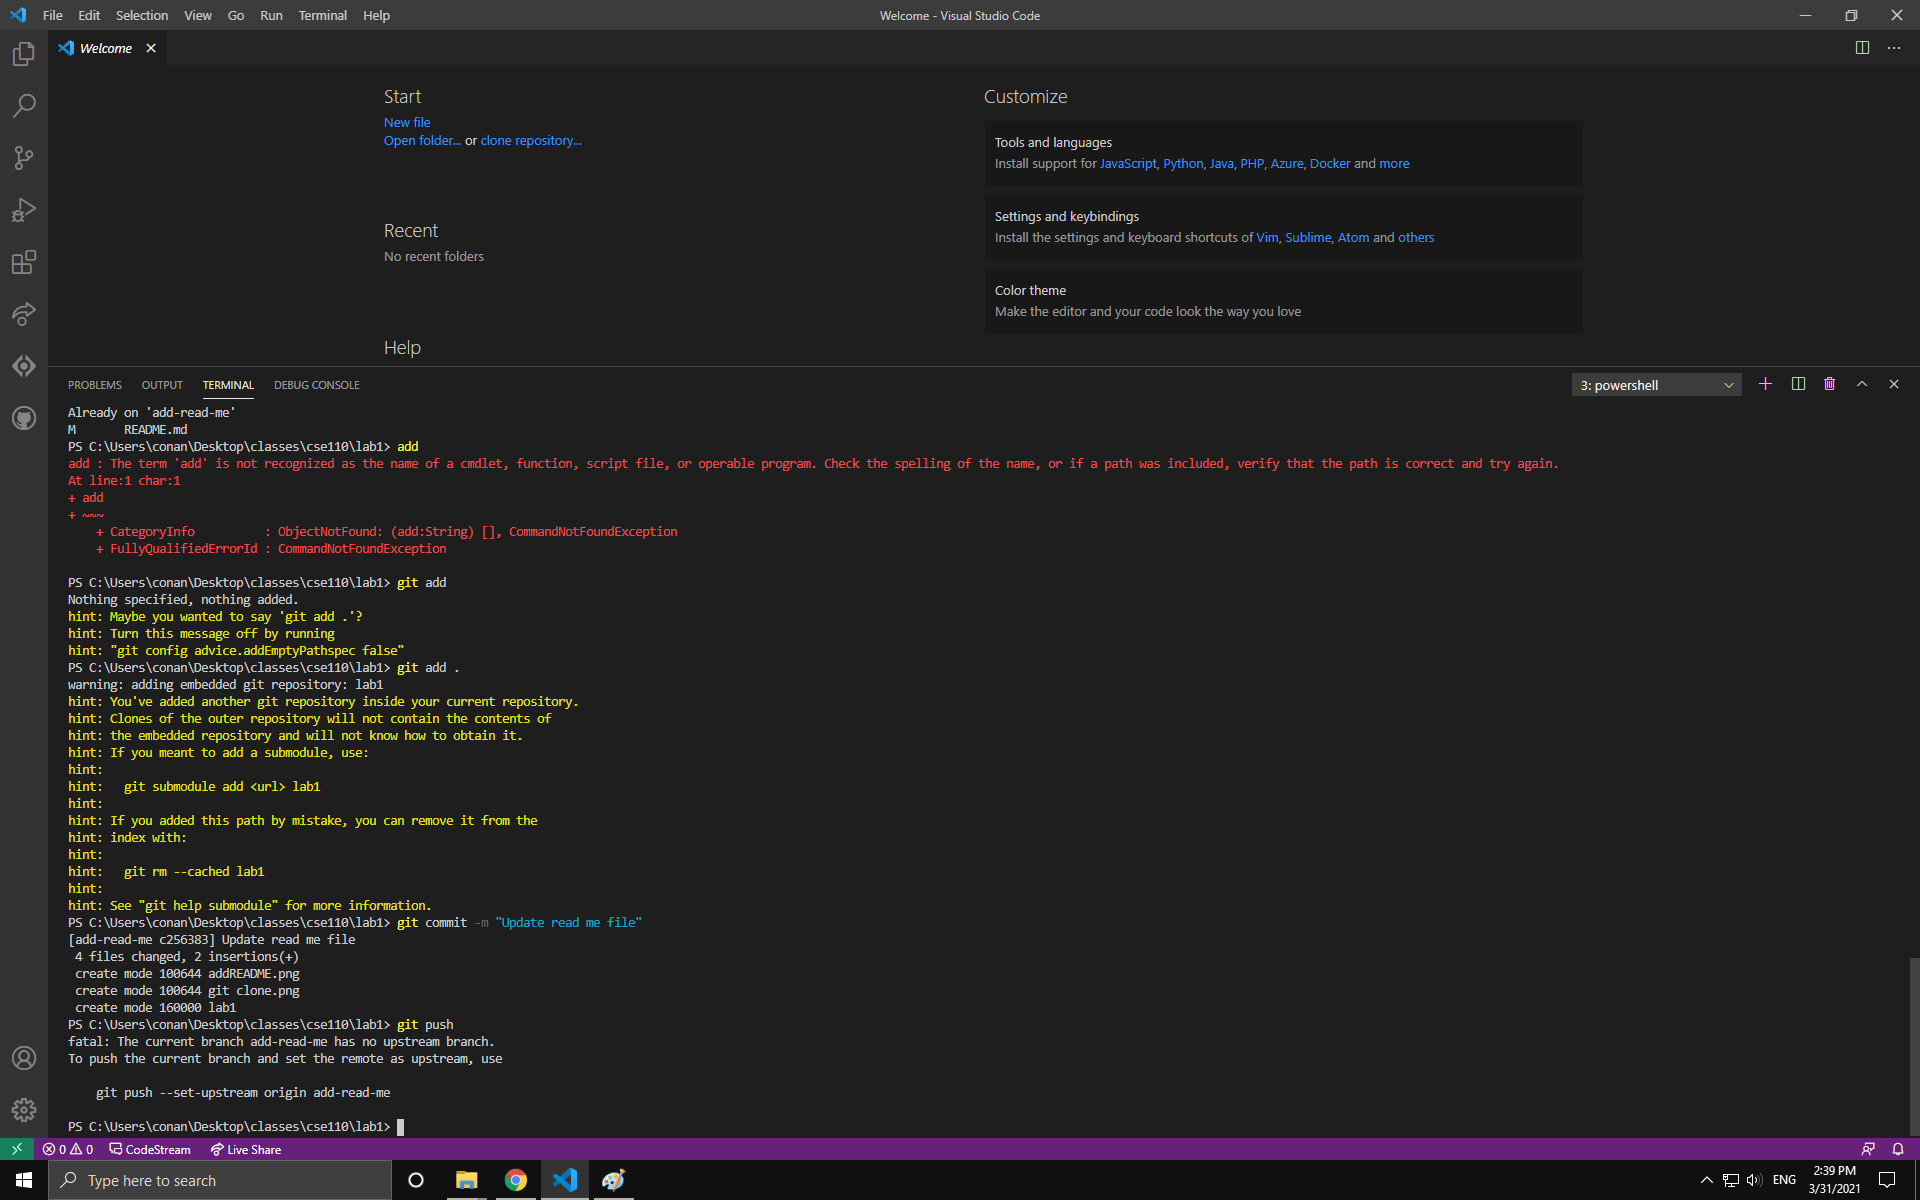 File Edit Selection View Go Run Terminal Help
Welcome - Visual Studio Code
Welcome
Start
New file
Open folder... or clone repository...
Recent
No recent folders
Help
Customize
Tools and languages
Install support for JavaScript, Python, Java, PHP, Azure, Docker and more
Settings and keybindings
Install the settings and keyboard shortcuts of Vim, Sublime, Atom and others
Color theme
Make the editor and your code look the way you love
PROBLEMS OUTPUT TERMINAL DEBUG CONSOLE
3: powershell
Already on 'add-read-me'
M       README.md
PS C:\Users\conan\Desktop\classes\cse110\lab1> add
add : The term 'add' is not recognized as the name of a cmdlet, function, script file, or operable program. Check the spelling of the name, or if a path was included, verify that the path is correct and try again.
At line:1 char:1
+ add
+ ~~~
    + CategoryInfo          : ObjectNotFound: (add:String) [], CommandNotFoundException
    + FullyQualifiedErrorId : CommandNotFoundException
PS C:\Users\conan\Desktop\classes\cse110\lab1> git add
Nothing specified, nothing added.
hint: Maybe you wanted to say 'git add .'?
hint: Turn this message off by running
hint: "git config advice.addEmptyPathspec false"
PS C:\Users\conan\Desktop\classes\cse110\lab1> git add .
warning: adding embedded git repository: lab1
hint: You've added another git repository inside your current repository.
hint: Clones of the outer repository will not contain the contents of
hint: the embedded repository and will not know how to obtain it.
hint: If you meant to add a submodule, use:
hint:
hint:   git submodule add <url> lab1
hint:
hint: If you added this path by mistake, you can remove it from the
hint: index with:
hint:
hint:   git rm --cached lab1
hint:
hint: See "git help submodule" for more information.
PS C:\Users\conan\Desktop\classes\cse110\lab1> git commit -m "Update read me file"
[add-read-me c256383] Update read me file
 4 files changed, 2 insertions(+)
 create mode 100644 addREADME.png
 create mode 100644 git clone.png
 create mode 160000 lab1
PS C:\Users\conan\Desktop\classes\cse110\lab1> git push
fatal: The current branch add-read-me has no upstream branch.
To push the current branch and set the remote as upstream, use
    git push --set-upstream origin add-read-me
PS C:\Users\conan\Desktop\classes\cse110\lab1>
0 0 CodeStream Live Share
Type here to search
ENG
2:39 PM
3/31/2021